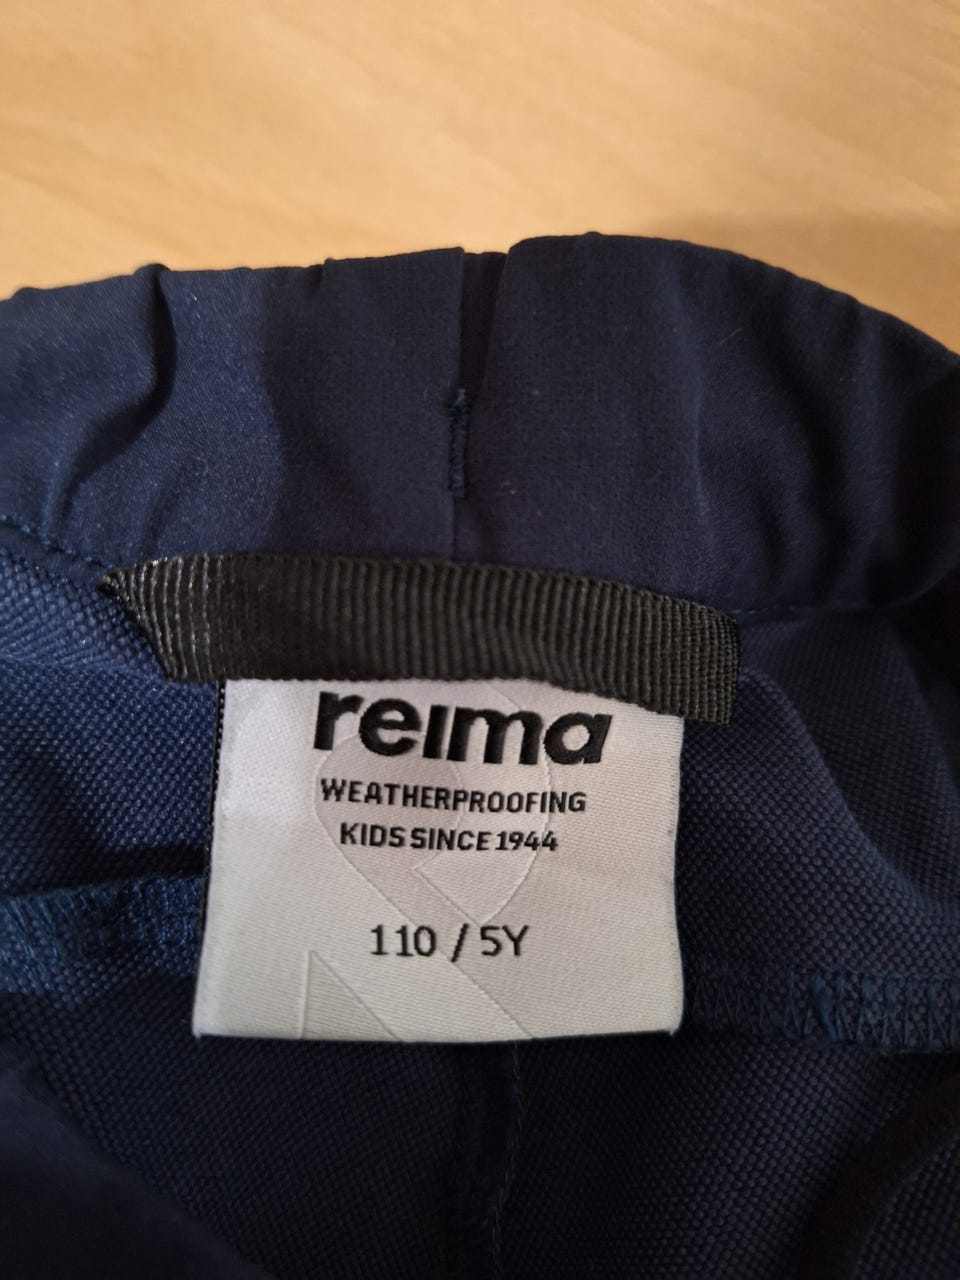 reima
WEATHERPROOFING
KIDS SINCE 1944
110 / 5Y